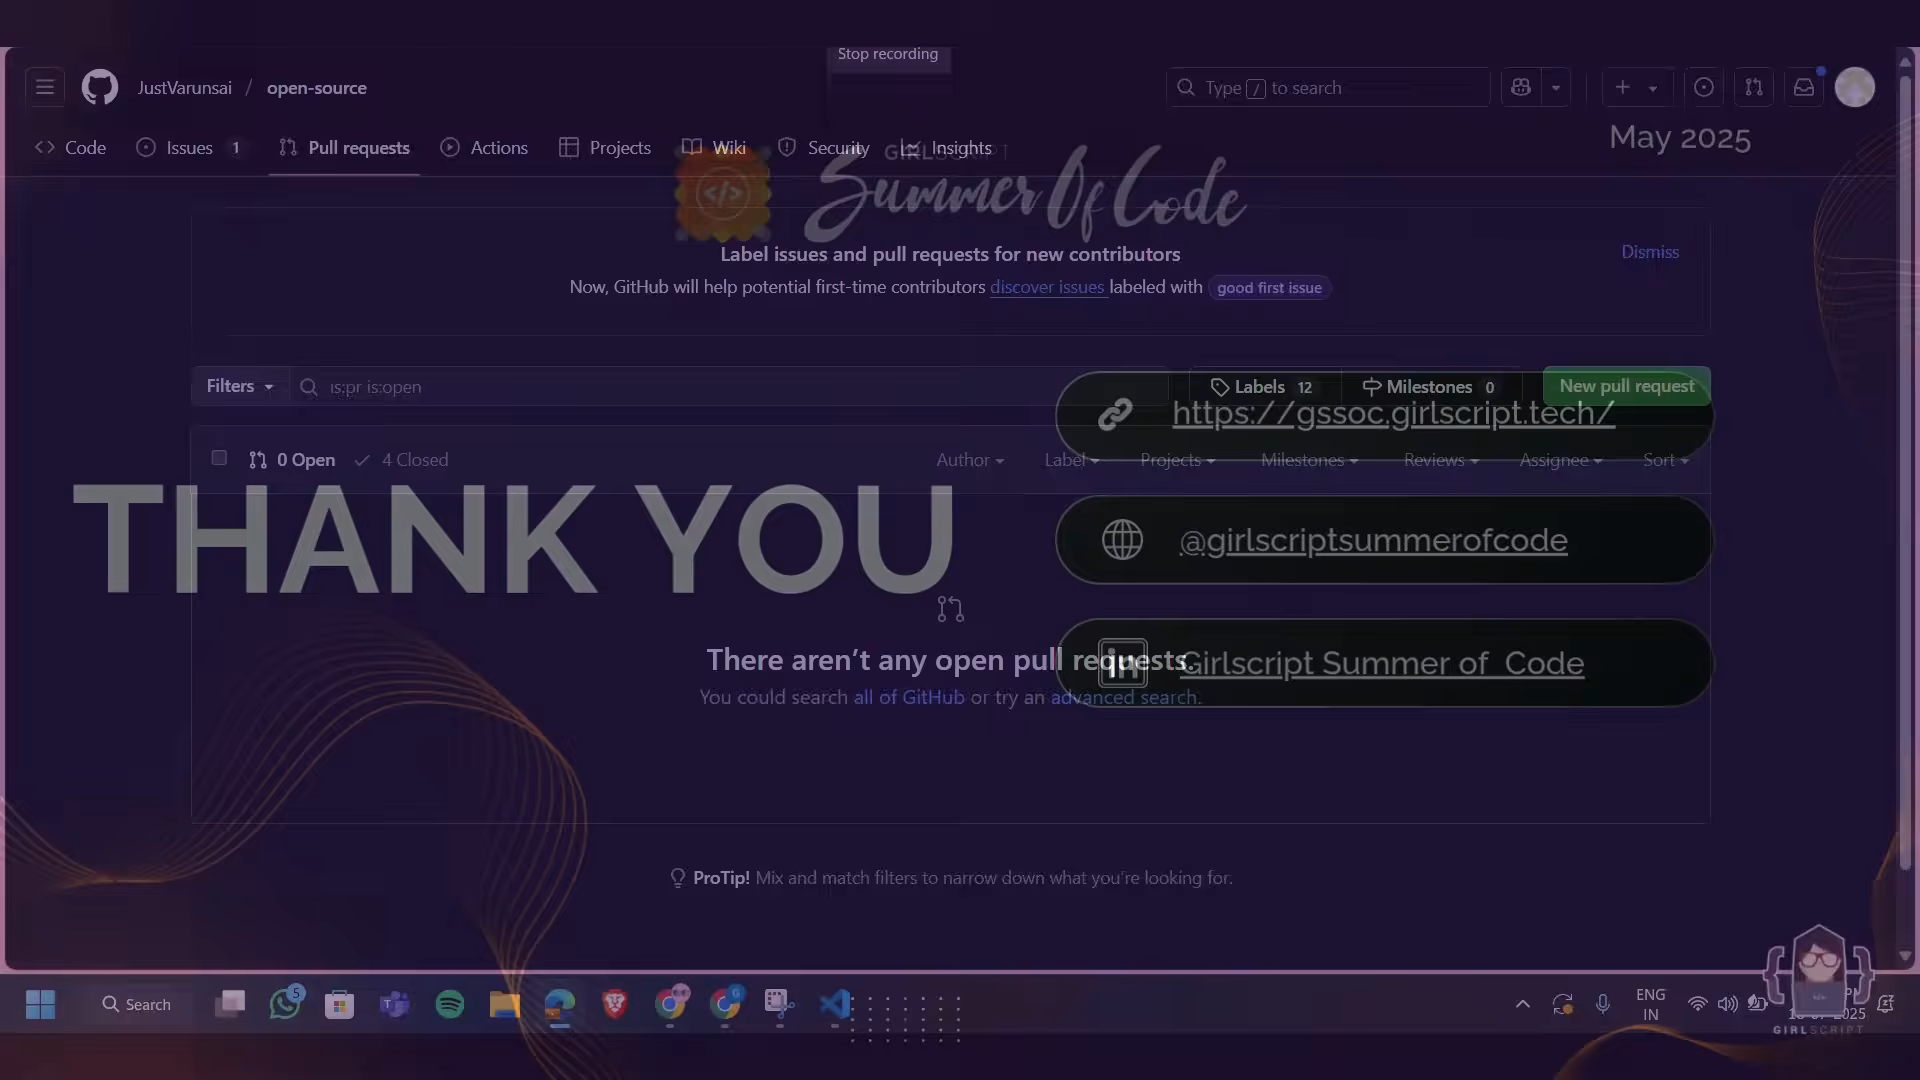 Stop recording
JustVarunsai / open-source
Type / to search
Code
Issues 1
Pull requests
Actions
Projects
Wiki
Security
Insights
May 2025
GIRLSCRIPT
Summer Of Code
Label issues and pull requests for new contributors
Dismiss
Now, GitHub will help potential first-time contributors discover issues labeled with good first issue
Filters
is:pr is:open
Labels 12
Milestones 0
New pull request
https://gssoc.girlscript.tech/
0 Open
4 Closed
Author
Label
Projects
Milestones
Reviews
Assignee
Sort
THANK YOU
@girlscriptsummerofcode
There aren’t any open pull requests.
in
Girlscript Summer of Code
You could search all of GitHub or try an advanced search.
ProTip! Mix and match filters to narrow down what you're looking for.
Search
5
ENG
IN
GIRLSCRIPT